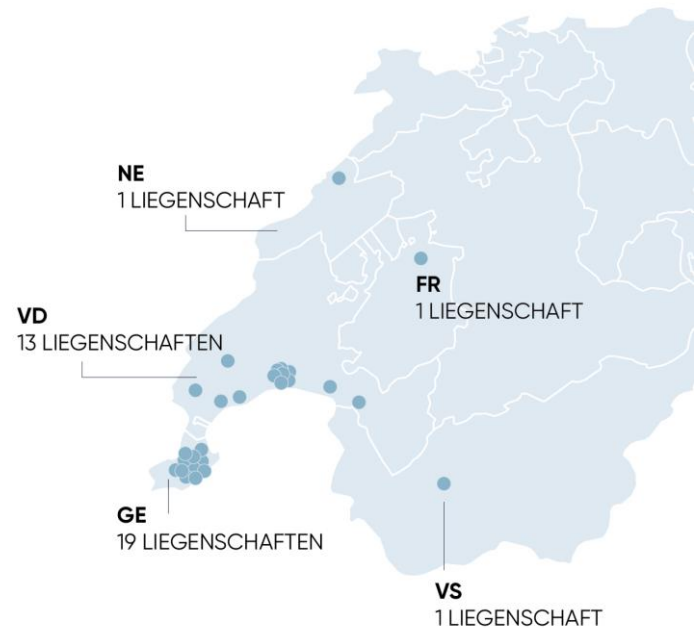 NE
1 LIEGENSCHAFT
FR
1 LIEGENSCHAFT
VD
13 LIEGENSCHAFTEN
GE
19 LIEGENSCHAFTEN
VS
1 LIEGENSCHAFT